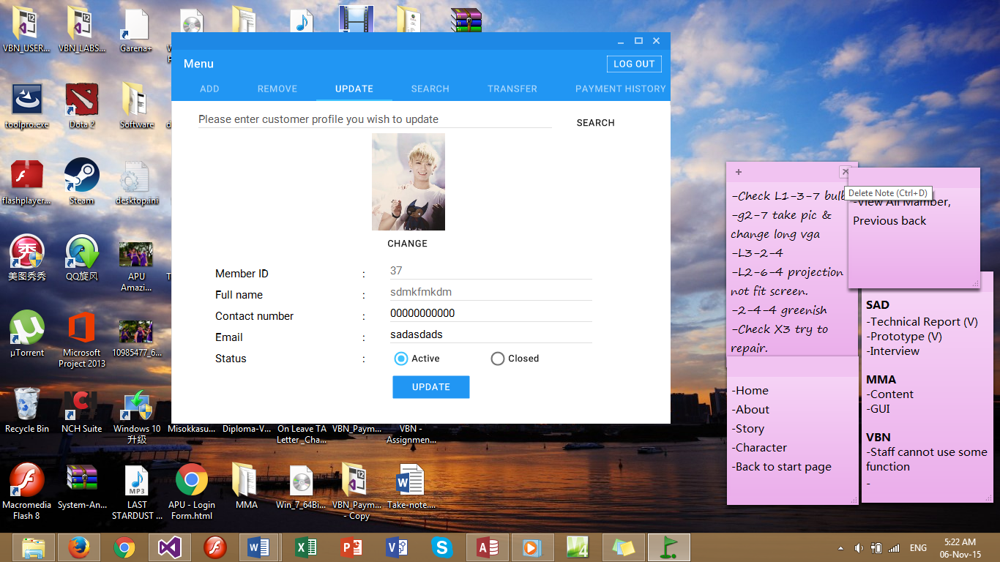 VBN_USER...
VBN_LABS...
Garena+
toolpro.exe
Dota 2
Software
flashplayer...
Steam
desktop.ini
美图秀秀
QQ旋风
APU
Amazi...
µTorrent
Microsoft
Project 2013
10985477_6...
Recycle Bin
NCH Suite
Windows 10
升级
Misokkasu...
Diploma-V...
On Leave TA
Letter _Cha...
VBN_Paym...
VBN -
Assignmen...
Macromedia
Flash 8
System-An...
MP3
LAST
STARDUST ...
APU - Login
Form.html
MMA
Win_7_64Bi...
VBN_Paym...
- Copy
Take-note....
Menu
LOG OUT
ADD REMOVE UPDATE SEARCH TRANSFER PAYMENT HISTORY
Please enter customer profile you wish to update
SEARCH
CHANGE
Member ID : 37
Full name : sdmkfmkdm
Contact number : 00000000000
Email : sadasdads
Status : Active Closed
UPDATE
-Check L1-3-7 bulb
-g2-7 take pic &
change long vga
-L3-2-4
-L2-6-4 projection
not fit screen.
-2-4-4 greenish
-Check X3 try to
repair.
Delete Note (Ctrl+D)
-View All Mamber,
Previous back
-Home
-About
-Story
-Character
-Back to start page
SAD
-Technical Report (V)
-Prototype (V)
-Interview
MMA
-Content
-GUI
VBN
-Staff cannot use some
function
-
ENG
5:22 AM
06-Nov-15